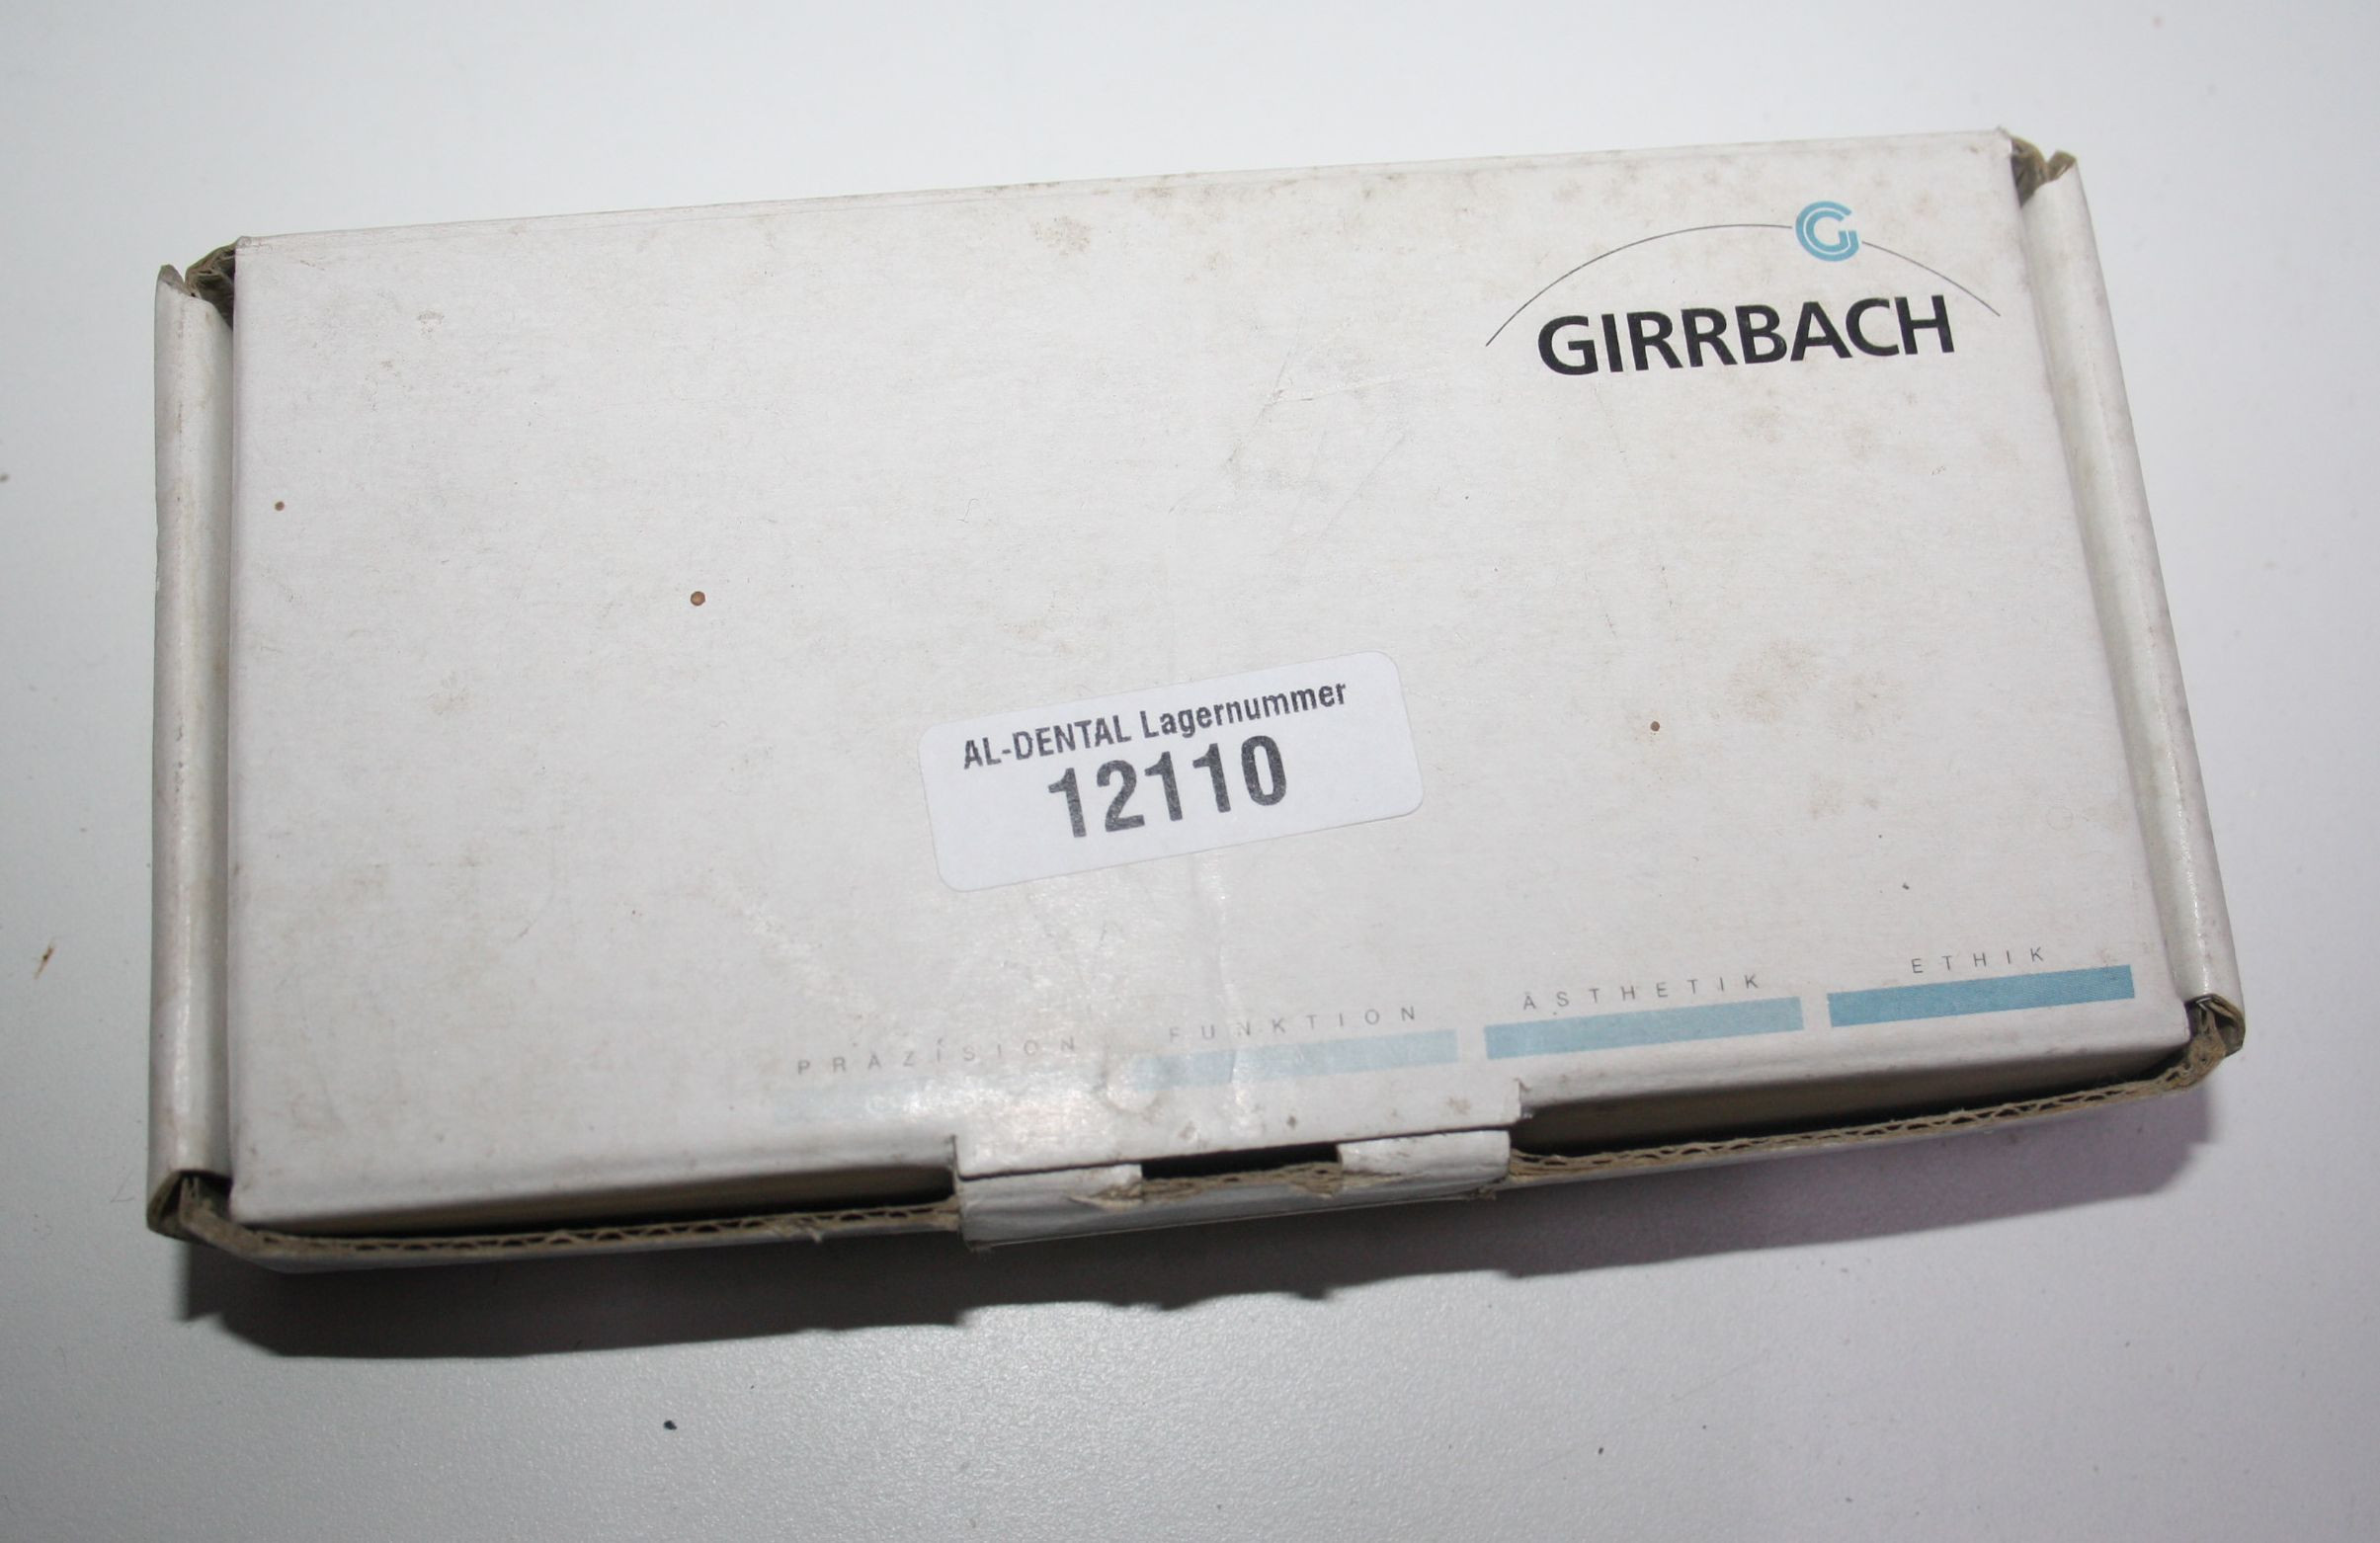 G
GIRRBACH
AL-DENTAL Lagernummer
12110
PRÄZISION
FUNKTION
ÄSTHETIK
ETHIK